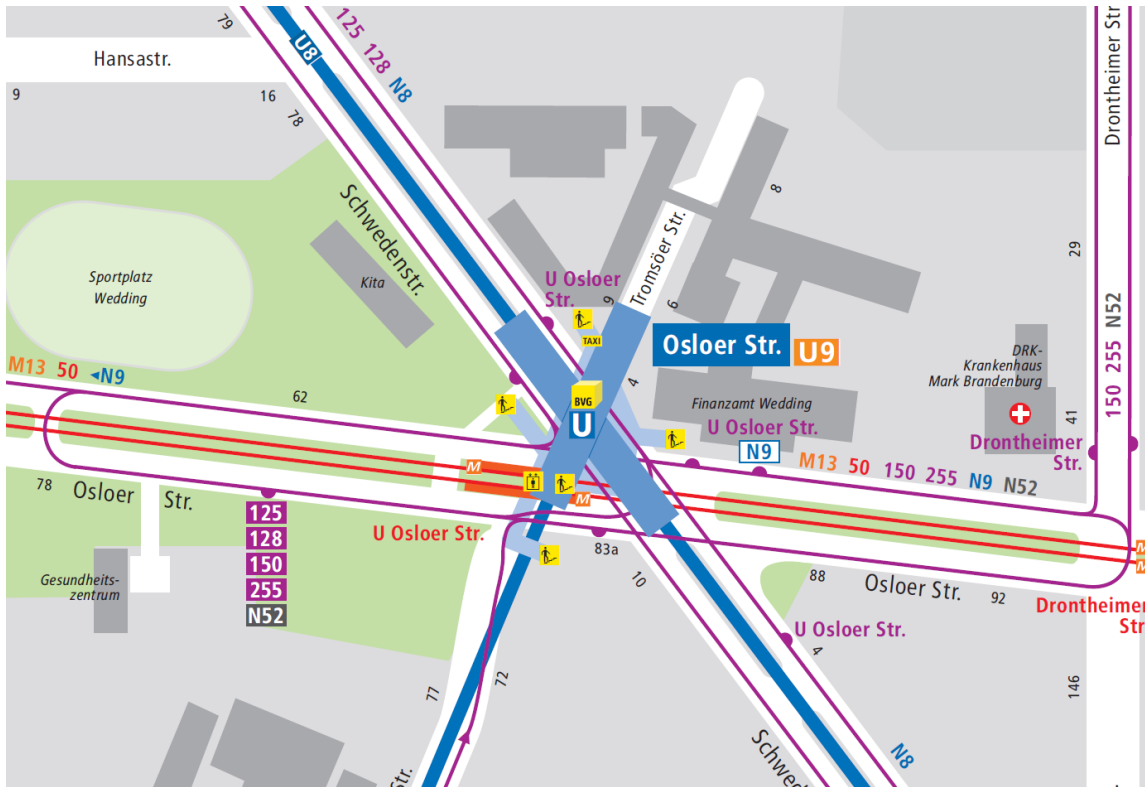 79
125 128 N8
U8
Hansastr.
9
16
78
Drontheimer Str
Schwedenstr.
8
Tromsöer Str.
29
Sportplatz
Wedding
Kita
U Osloer
Str.
9
6
TAXI
Osloer Str. U9
150 255 N52
DRK-
Krankenhaus
Mark Brandenburg
M13 50 N9
62
BVG
U
4
Finanzamt Wedding
U Osloer Str.
N9
41
Drontheimer
Str.
M13 50 150 255 N9 N52
M
M
78
Osloer Str.
125
128
150
255
N52
U Osloer Str.
83a
10
88
Osloer Str.
92
M
M
Drontheimer
Str
Gesundheits-
zentrum
U Osloer Str.
4
77
72
146
N8
Schwed
Str.